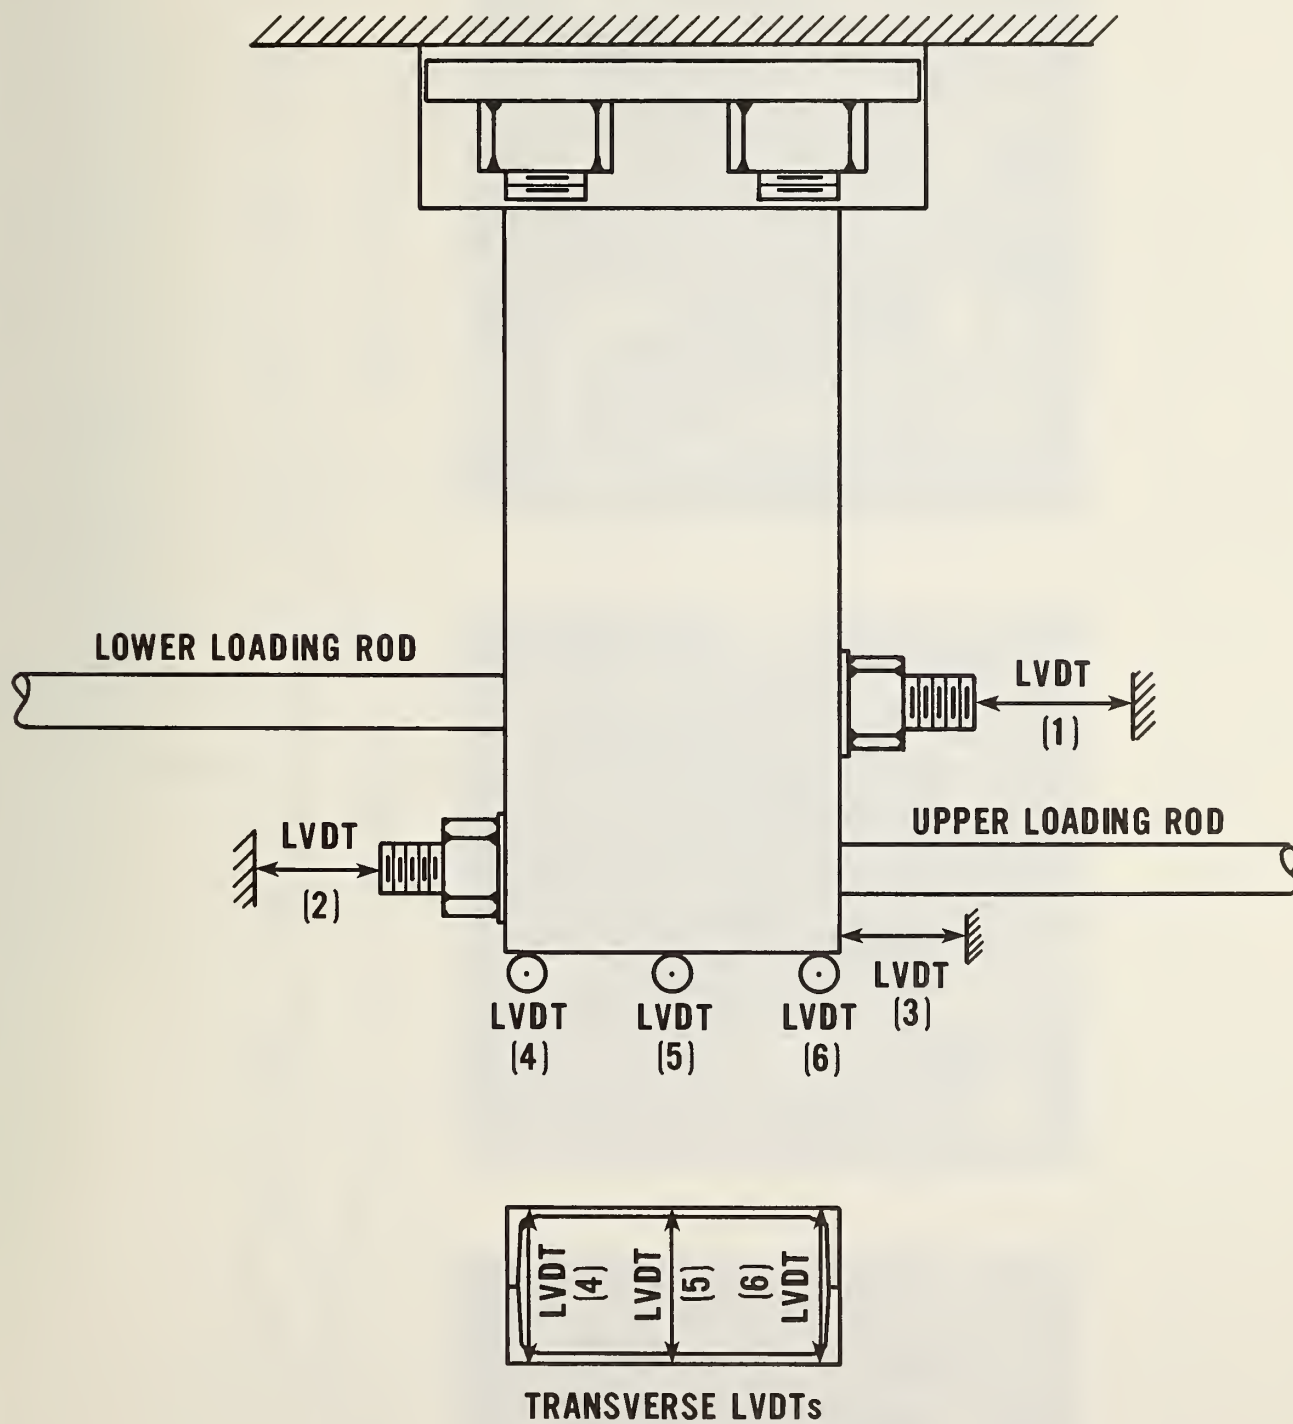 LOWER LOADING ROD
LVDT
(1)
UPPER LOADING ROD
LVDT
(2)
LVDT
(3)
LVDT
(4)
LVDT
(5)
LVDT
(6)
LVDT
(4)
LVDT
(5)
(6)
LVDT
TRANSVERSE LVDTs